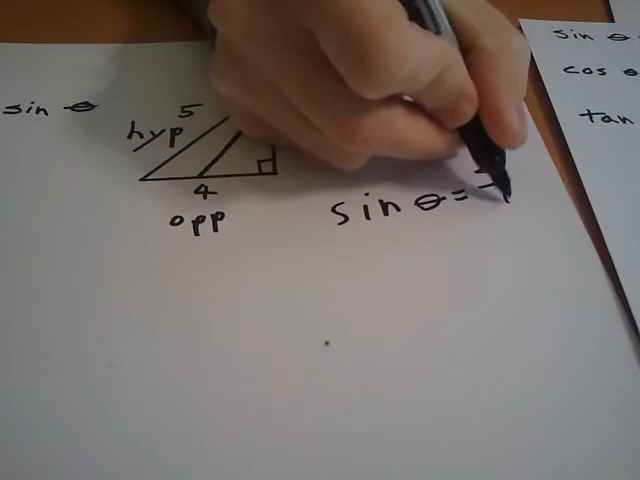 sin θ
5
hyp
4
opp
sin θ =
sin θ
cos θ
tan